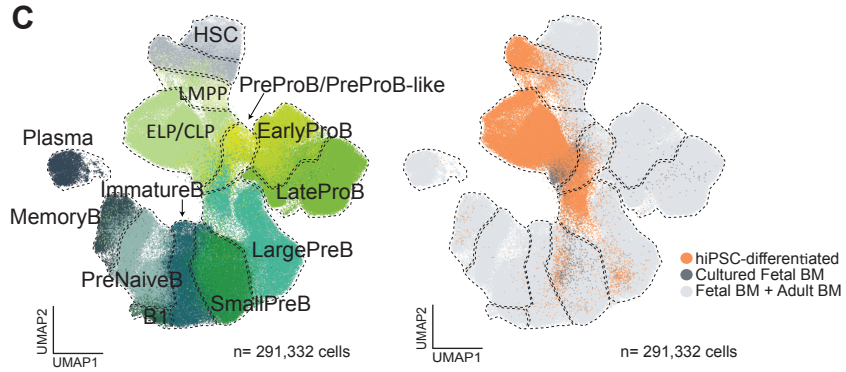 C
HSC
LMPP
PreProB/PreProB-like
ELP/CLP
EarlyProB
Plasma
ImmatureB
LateProB
MemoryB
LargePreB
PreNaiveB
SmallPreB
B1
UMAP2
UMAP1
n= 291,332 cells
hiPSC-differentiated
Cultured Fetal BM
Fetal BM + Adult BM
UMAP2
UMAP1
n= 291,332 cells